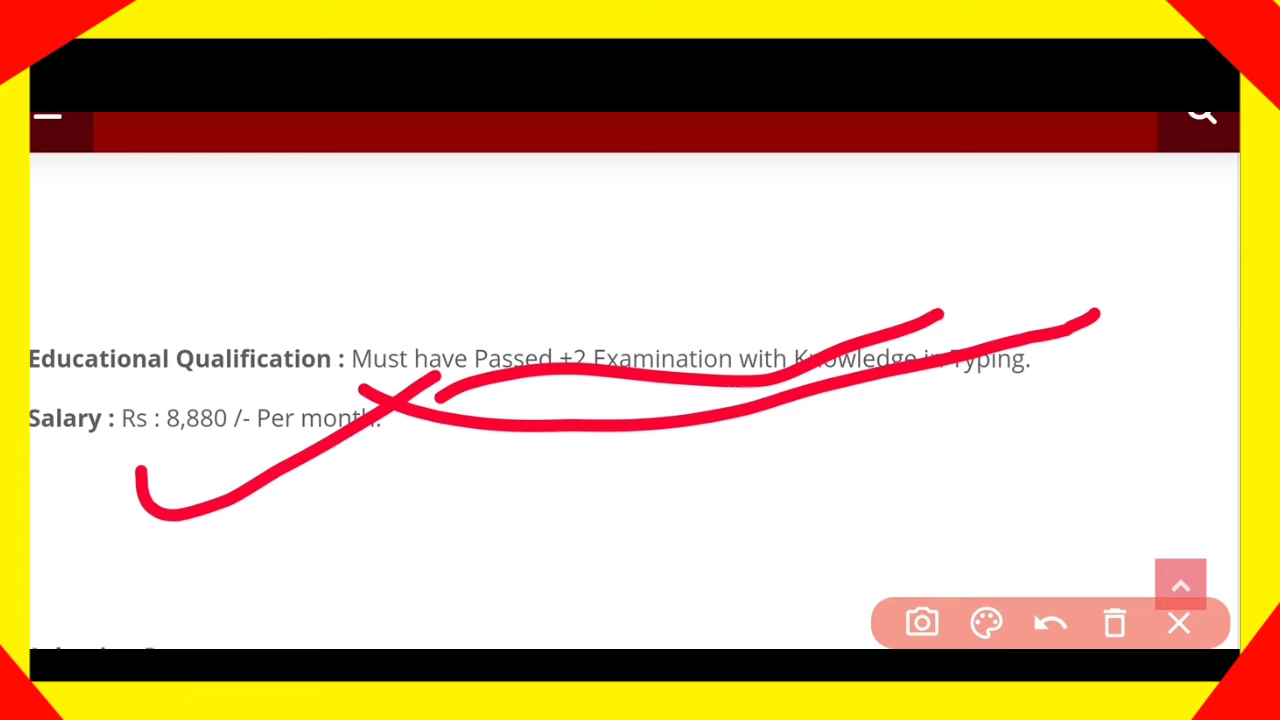 Educational Qualification : Must have Passed +2 Examination with Knowledge in Typing.
Salary : Rs : 8,880 /- Per month.